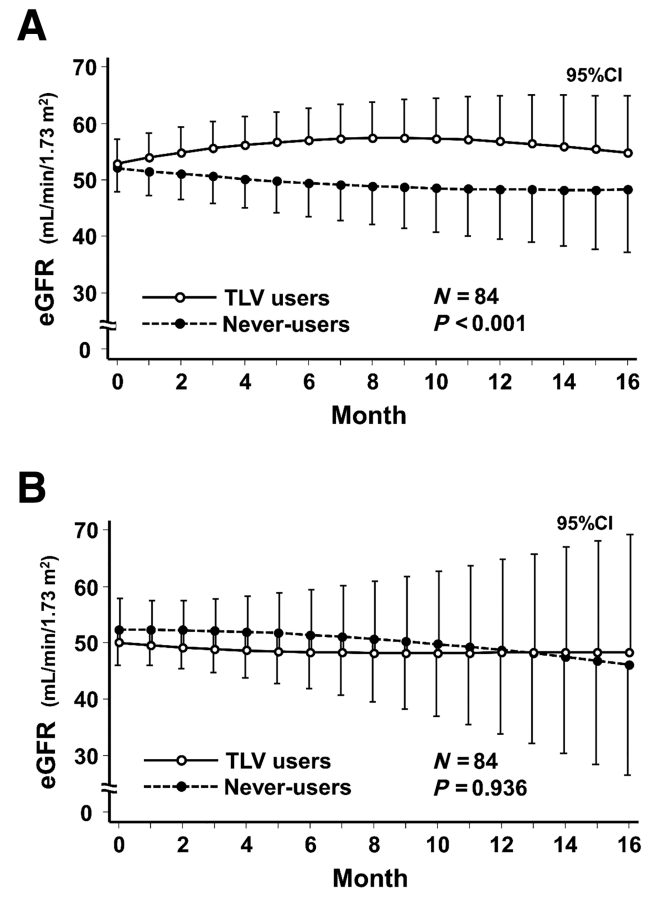 A
70
95%CI
60
50
40
30
0
eGFR (mL/min/1.73 m²)
TLV users
N = 84
Never-users
P < 0.001
0 2 4 6 8 10 12 14 16
Month
B
70
95%CI
60
50
40
30
0
eGFR (mL/min/1.73 m²)
TLV users
N = 84
Never-users
P = 0.936
0 2 4 6 8 10 12 14 16
Month